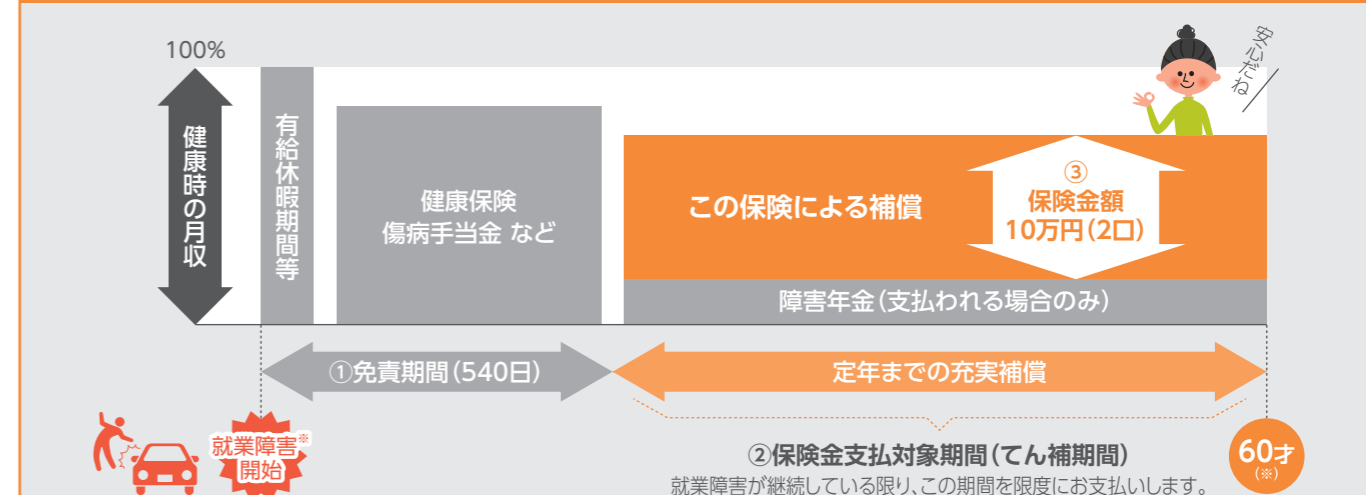 100%
安心だね
健康時の月収
有給休暇期間等
健康保険
傷病手当金 など
この保険による補償
③
保険金額
10万円(2口)
障害年金(支払われる場合のみ)
①免責期間(540日)
定年までの充実補償
就業障害※
開始
②保険金支払対象期間(てん補期間)
就業障害が継続している限り、この期間を限度にお支払いします。
60才
(※)